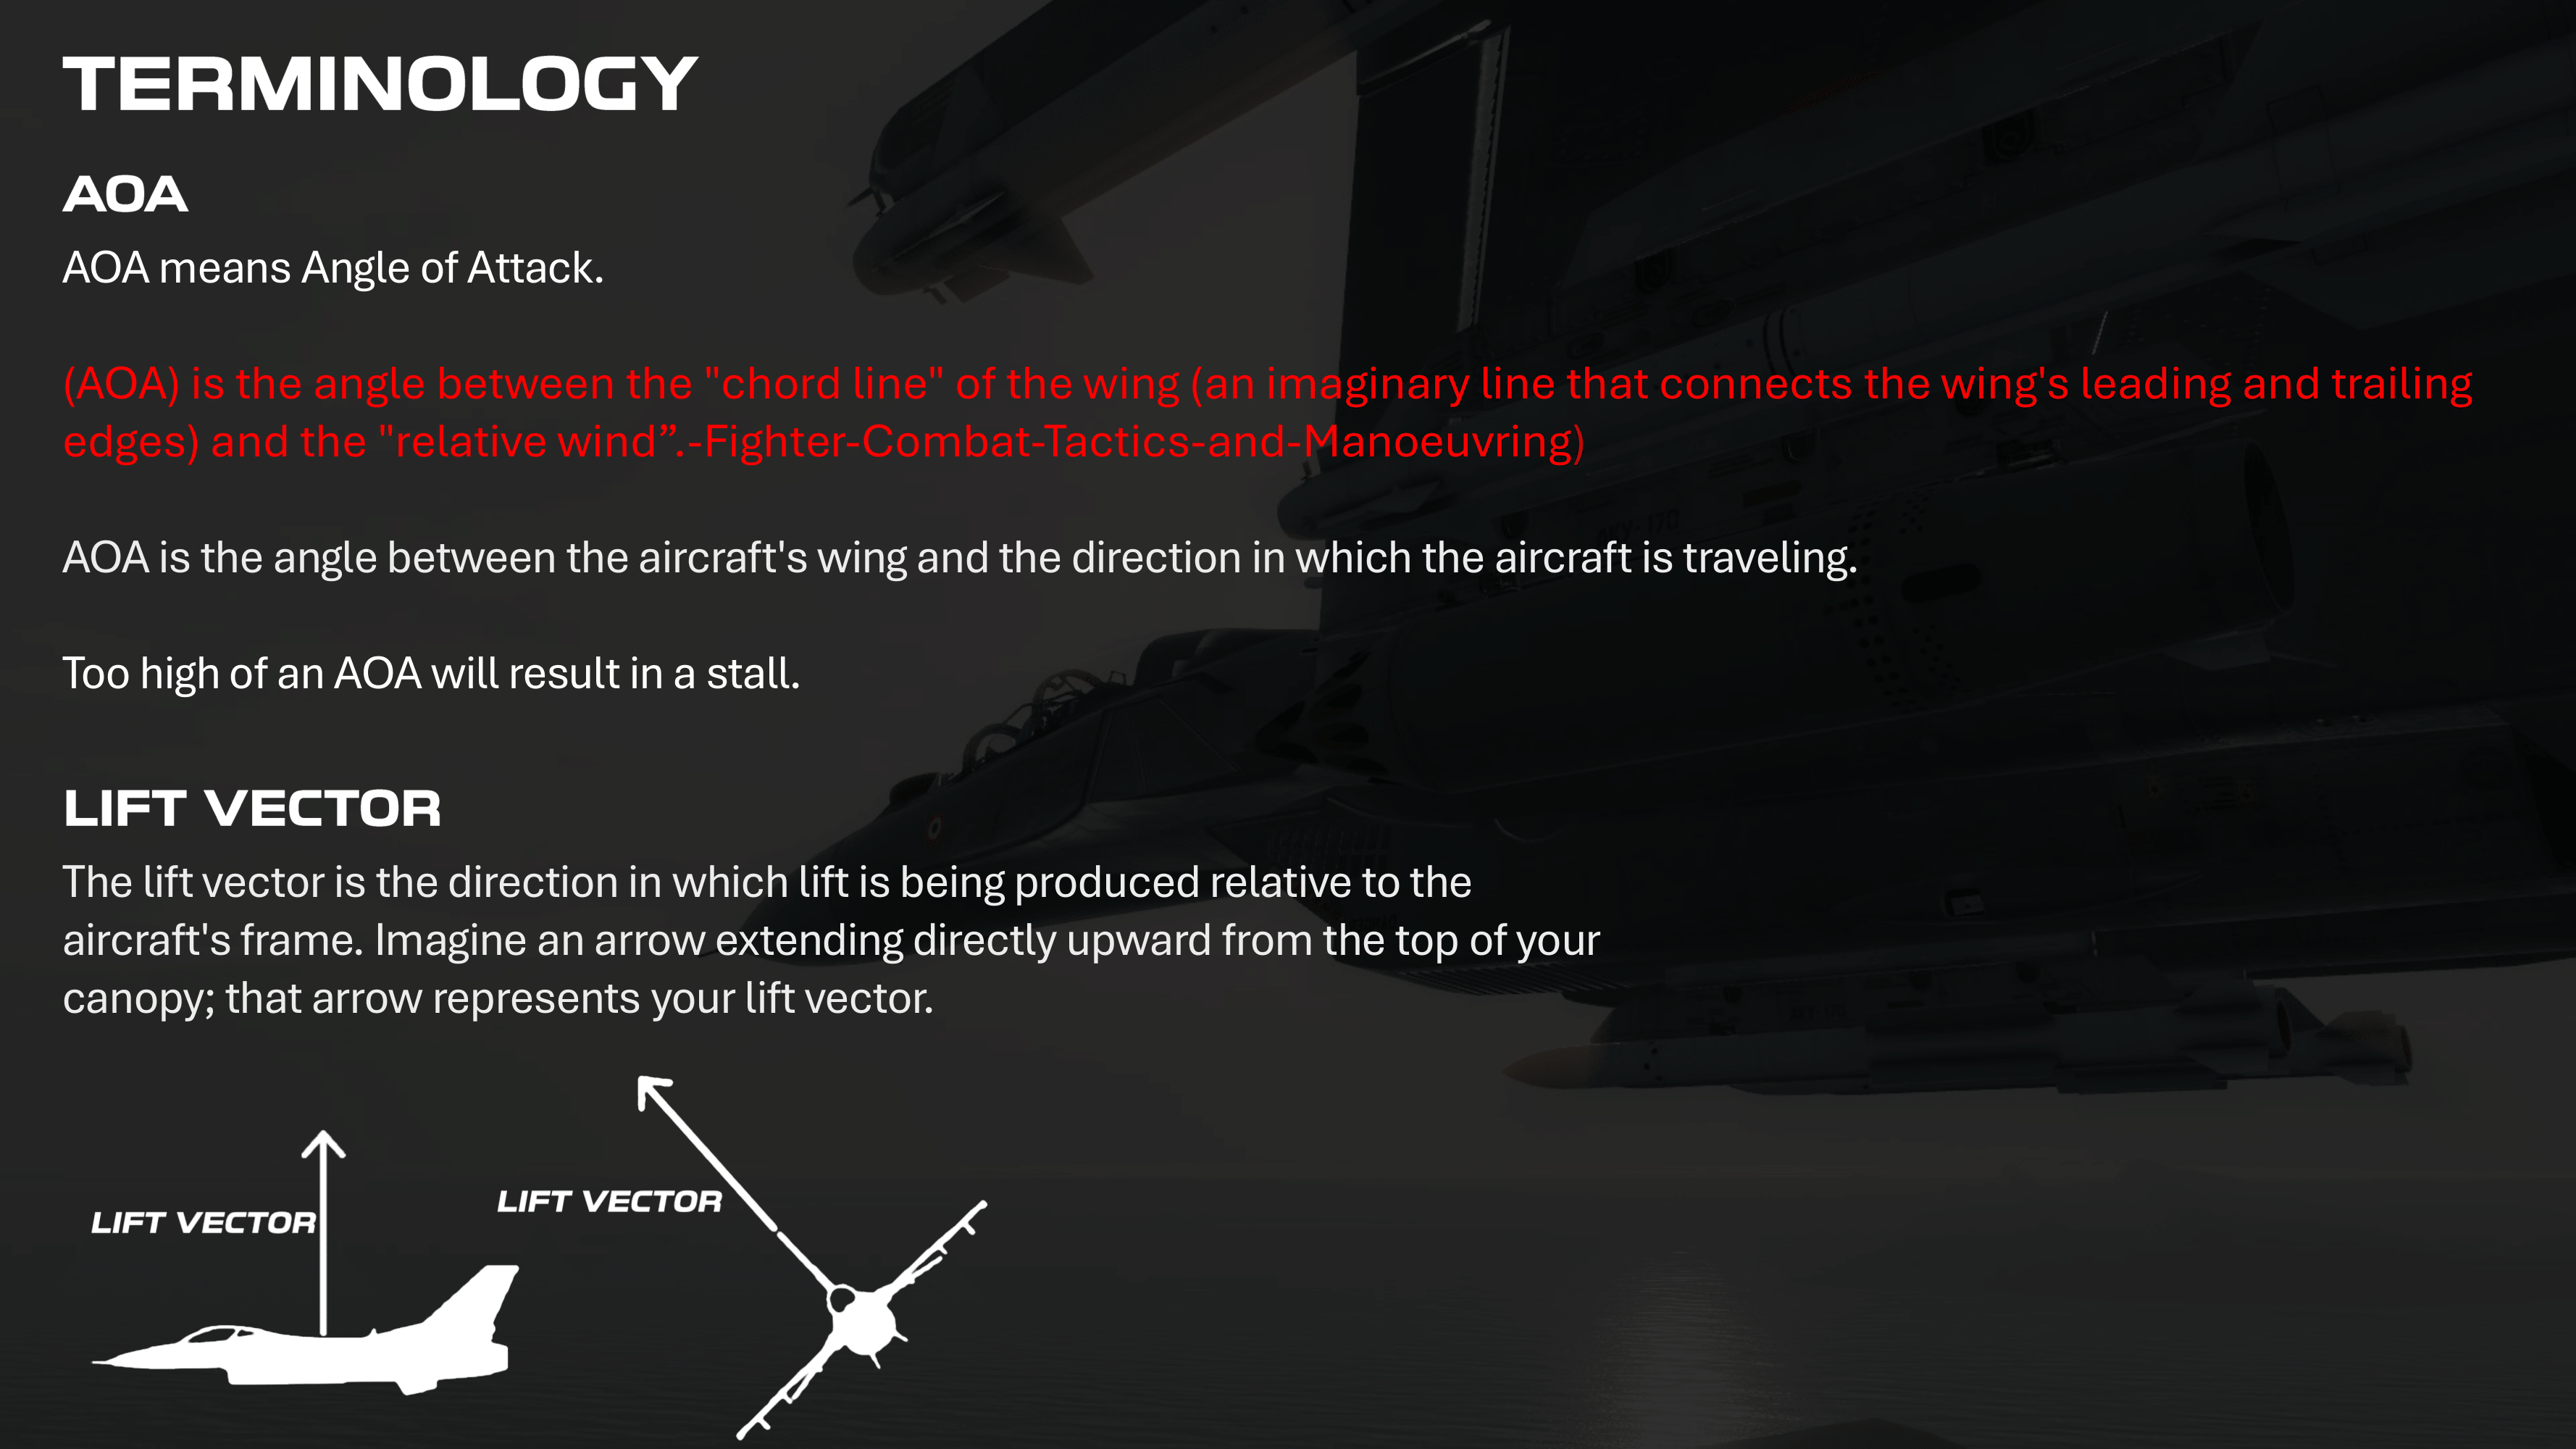 TERMINOLOGY
AOA
AOA means Angle of Attack.
(AOA) is the angle between the "chord line" of the wing (an imaginary line that connects the wing's leading and trailing
edges) and the "relative wind”.-Fighter-Combat-Tactics-and-Manoeuvring)
AOA is the angle between the aircraft's wing and the direction in which the aircraft is traveling.
Too high of an AOA will result in a stall.
LIFT VECTOR
The lift vector is the direction in which lift is being produced relative to the
aircraft's frame. Imagine an arrow extending directly upward from the top of your
canopy; that arrow represents your lift vector.
LIFT VECTOR
LIFT VECTOR